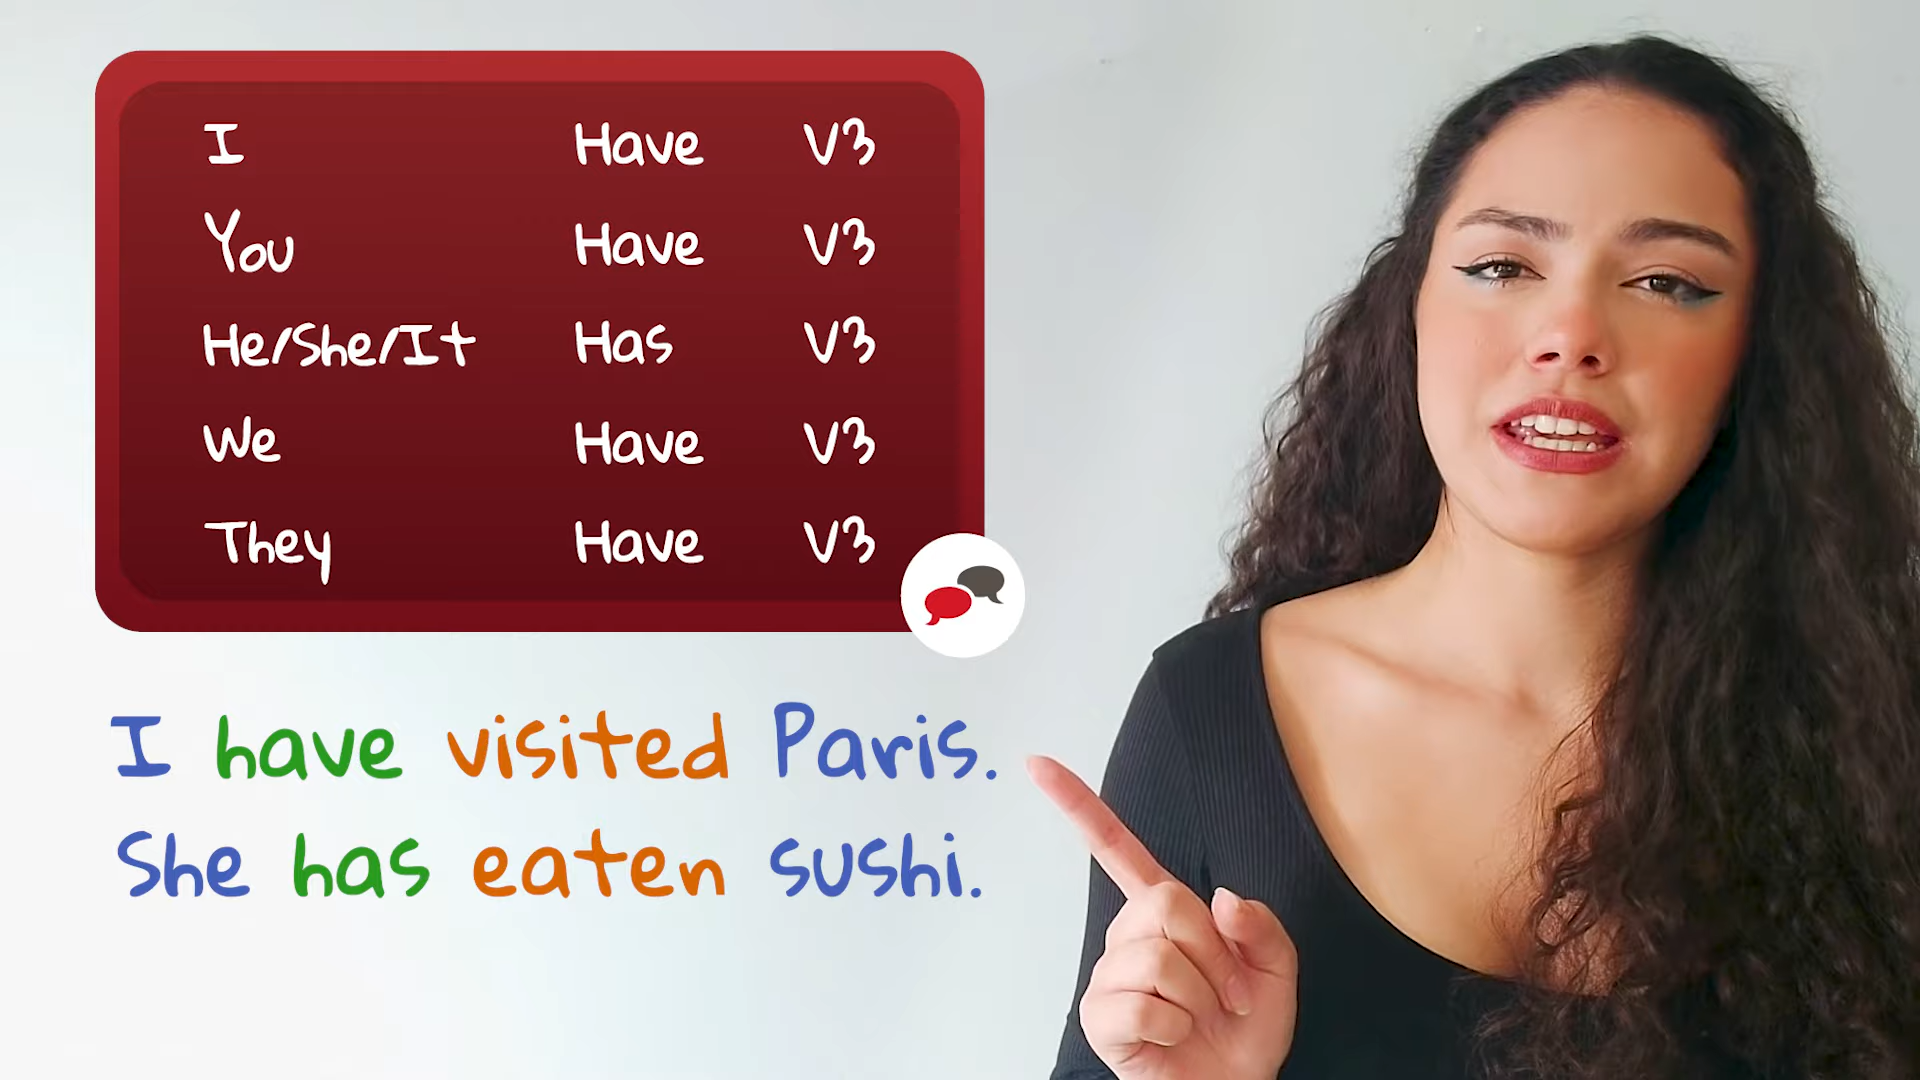 I Have V3
You Have V3
He/She/It Has V3
We Have V3
They Have V3
I have visited Paris.
She has eaten sushi.